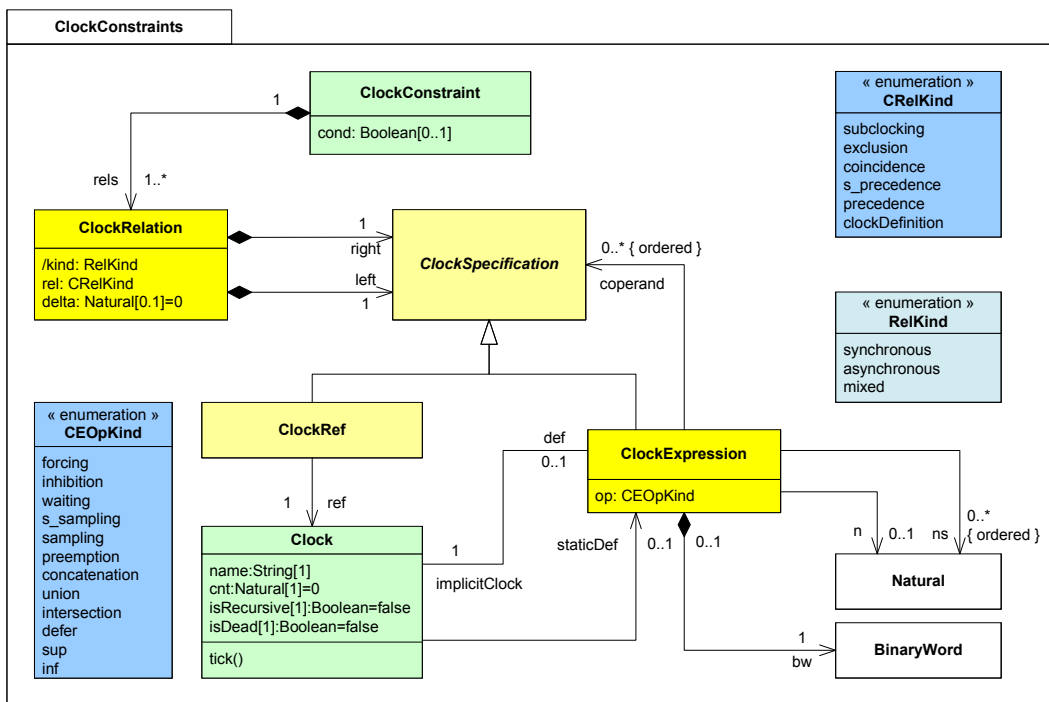 ClockConstraints
ClockConstraint
cond: Boolean[0..1]
1
rels
1..*
ClockRelation
/kind: RelKind
rel: CRelKind
delta: Natural[0.1]=0
1
right
left
1
ClockSpecification
0..* { ordered }
coperand
« enumeration »
CRelKind
subclocking
exclusion
coincidence
s_precedence
precedence
clockDefinition
« enumeration »
RelKind
synchronous
asynchronous
mixed
« enumeration »
CEOpKind
forcing
inhibition
waiting
s_sampling
sampling
preemption
concatenation
union
intersection
defer
sup
inf
ClockRef
1
ref
Clock
name:String[1]
cnt:Natural[1]=0
isRecursive[1]:Boolean=false
isDead[1]:Boolean=false
tick()
def
0..1
1
implicitClock
staticDef
0..1
ClockExpression
op: CEOpKind
0..1
n
0..1
ns
0..*
{ ordered }
Natural
1
bw
BinaryWord